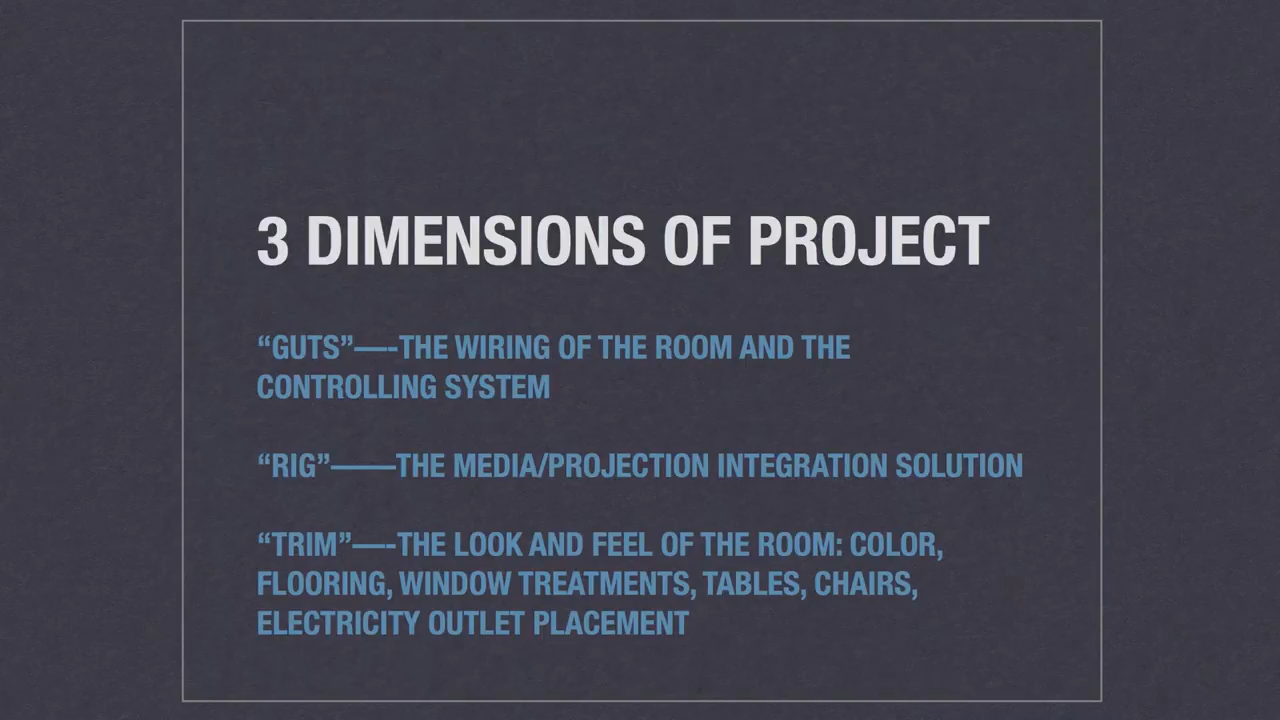 3 DIMENSIONS OF PROJECT
“GUTS”—-THE WIRING OF THE ROOM AND THE
CONTROLLING SYSTEM
“RIG”——THE MEDIA/PROJECTION INTEGRATION SOLUTION
“TRIM”—-THE LOOK AND FEEL OF THE ROOM: COLOR,
FLOORING, WINDOW TREATMENTS, TABLES, CHAIRS,
ELECTRICITY OUTLET PLACEMENT